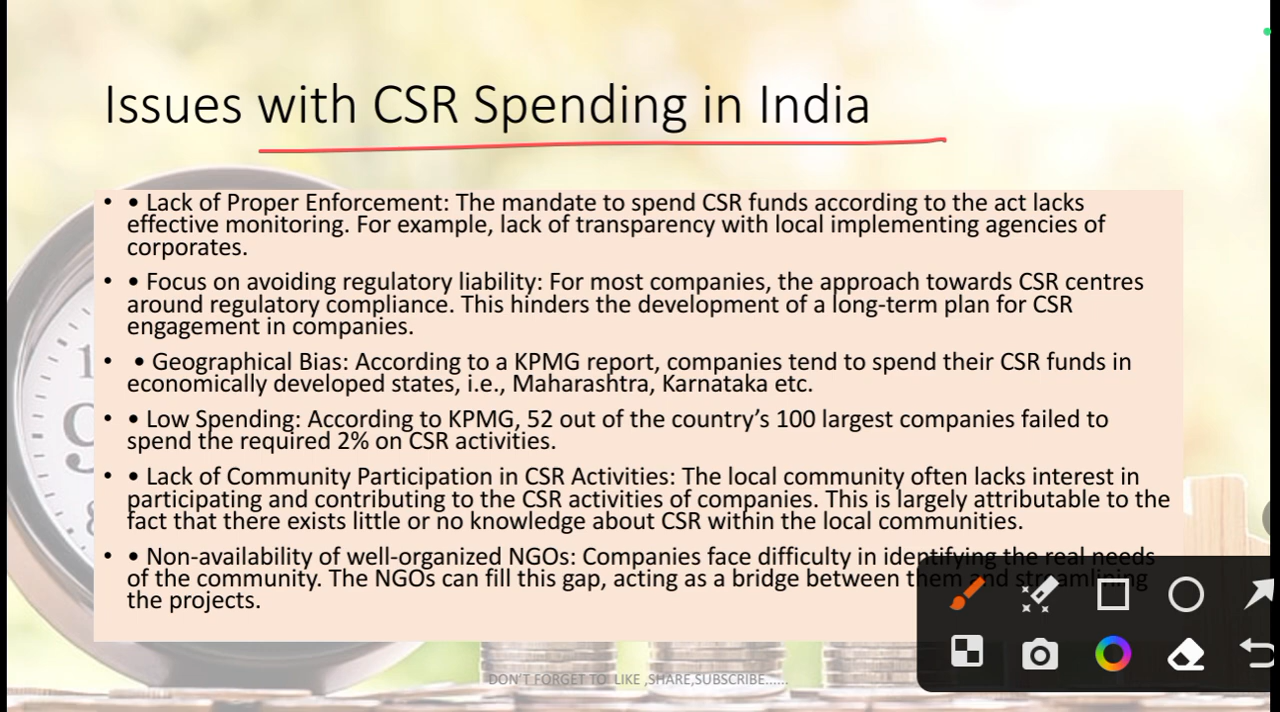 Issues with CSR Spending in India
• • Lack of Proper Enforcement: The mandate to spend CSR funds according to the act lacks
effective monitoring. For example, lack of transparency with local implementing agencies of
corporates.
• • Focus on avoiding regulatory liability: For most companies, the approach towards CSR centres
around regulatory compliance. This hinders the development of a long-term plan for CSR
engagement in companies.
• • Geographical Bias: According to a KPMG report, companies tend to spend their CSR funds in
economically developed states, i.e., Maharashtra, Karnataka etc.
• • Low Spending: According to KPMG, 52 out of the country’s 100 largest companies failed to
spend the required 2% on CSR activities.
• • Lack of Community Participation in CSR Activities: The local community often lacks interest in
participating and contributing to the CSR activities of companies. This is largely attributable to the
fact that there exists little or no knowledge about CSR within the local communities.
• • Non-availability of well-organized NGOs: Companies face difficulty in identifying the real needs
of the community. The NGOs can fill this gap, acting as a bridge between them and streamlining
the projects.
DON'T FORGET TO LIKE ,SHARE,SUBSCRIBE......